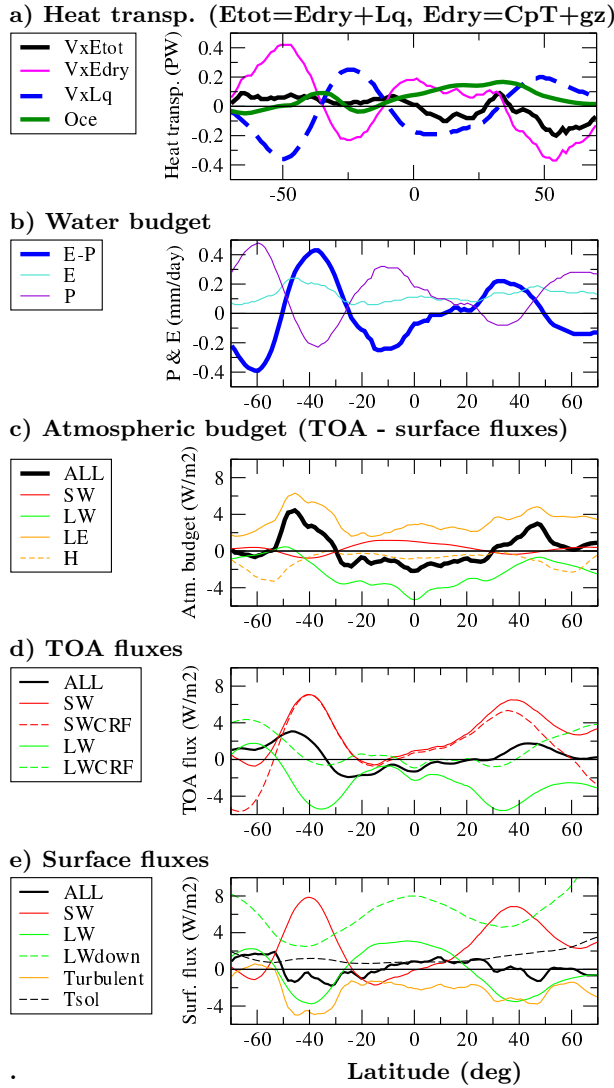 a) Heat transp. (Etot=Edry+Lq, Edry=CpT+gz)
VxEtot
VxEdry
VxLq
Oce
Heat transp. (PW)
0.4
0.2
0
-0.2
-0.4
-50 0 50
b) Water budget
E-P
E
P
P & E (mm/day)
0.4
0.2
0
-0.2
-0.4
-60 -40 -20 0 20 40 60
c) Atmospheric budget (TOA - surface fluxes)
ALL
SW
LW
LE
H
Atm. budget (W/m2)
8
4
0
-4
-60 -40 -20 0 20 40 60
d) TOA fluxes
ALL
SW
SWCRF
LW
LWCRF
TOA flux (W/m2)
8
4
0
-4
-60 -40 -20 0 20 40 60
e) Surface fluxes
ALL
SW
LW
LWdown
Turbulent
Tsol
Surf. flux (W/m2)
8
4
0
-4
-60 -40 -20 0 20 40 60
. Latitude (deg)